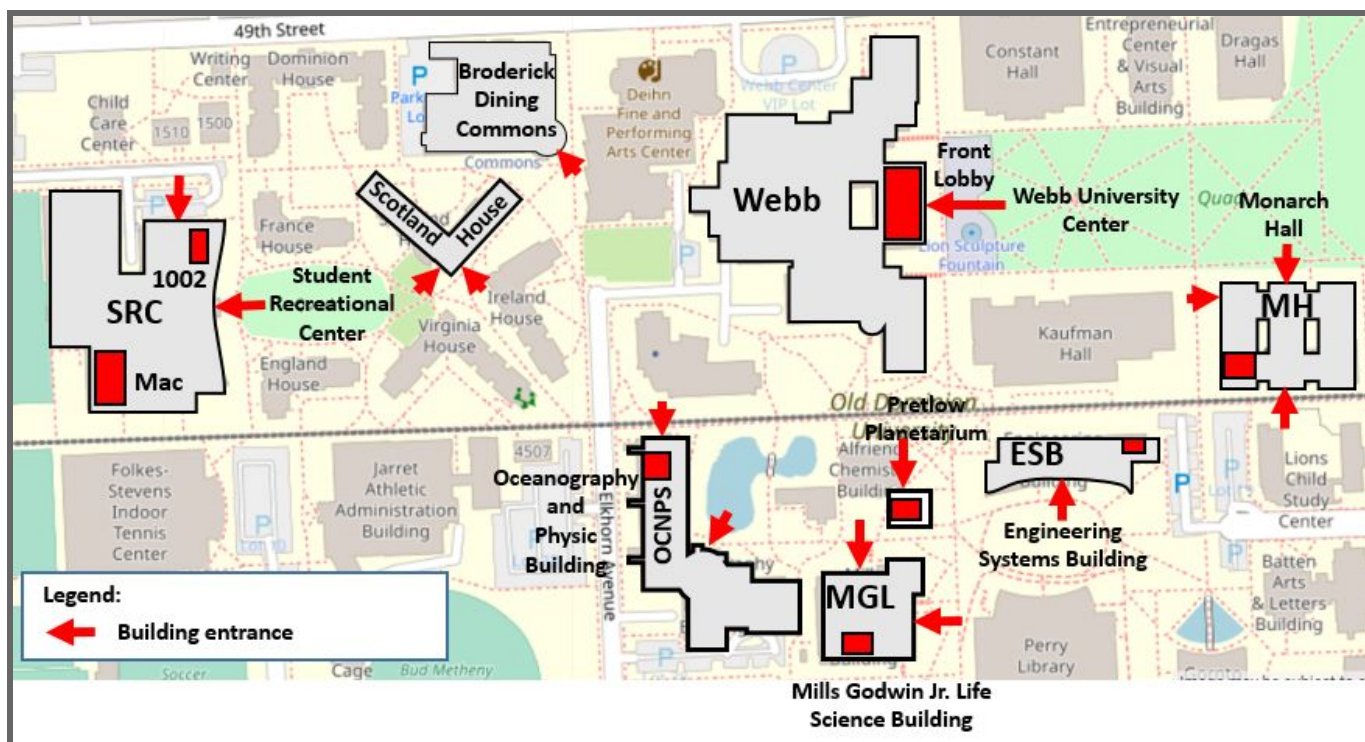 49th Street
Writing
Center
Dominion
House
Child
Care
Center
1510
1500
P
Broderick
Dining
Commons
Commons
Deihn
Fine and
Performing
Arts Center
P
Webb Center
VIP Lot
Constant
Hall
Entrepreneurial
Center
& Visual
Arts
Building
Dragas
Hall
Front
Lobby
Webb
Webb University
Center
Quad
Monarch
Hall
Lion Sculpture
Fountain
Scotland
House
France
House
1002
SRC
Student
Recreational
Center
Ireland
House
Virginia
House
England
House
Mac
P
Kaufman
Hall
MH
Old Dominion
Pretlow
Planetarium
Folkes-
Stevens
Indoor
Tennis
Center
P
Jarret
Athletic
Administration
Building
4507
P
Oceanography
and
Physic
Building
Elkhorn Avenue
OCNPS
Alfriend
Chemistry
Building
ESB
Building
Engineering
Systems Building
P
Lions
Child
Study
Center
P
Batten
Arts
& Letters
Building
MGL
Building
Perry
Library
P
Legend:
Building entrance
Soccer
Cage
Bud Metheny
Mills Godwin Jr. Life
Science Building